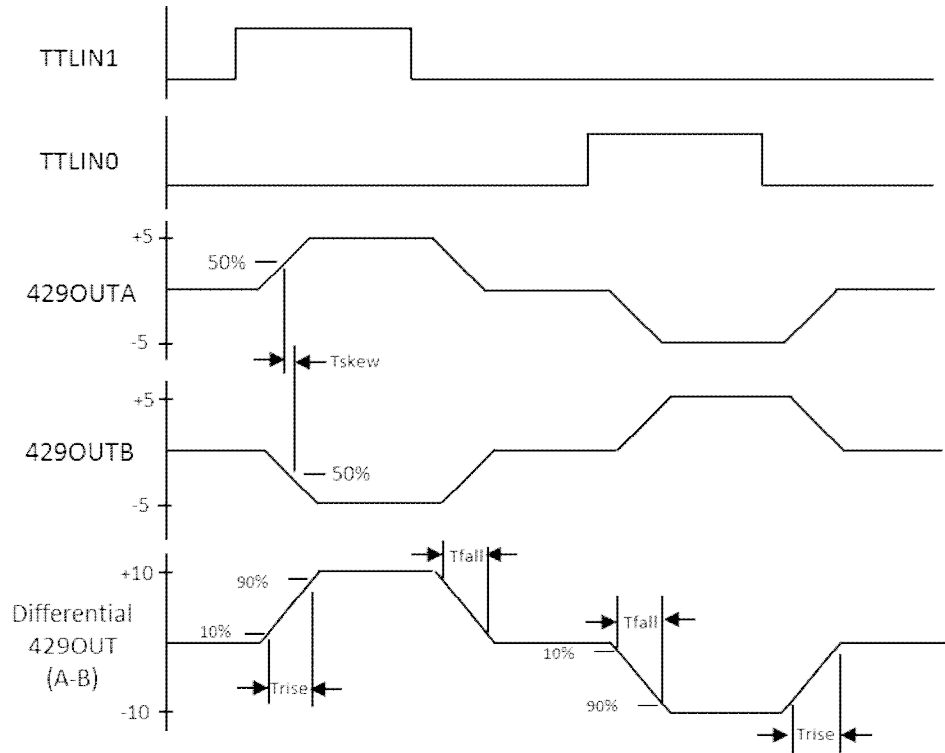 TTLIN1
TTLIN0
+5
50%
429OUTA
-5
Tskew
+5
429OUTB
50%
-5
+10
Tfall
90%
Differential
10%
429OUT
(A-B)
Tfall
10%
Trise
90%
-10
Trise